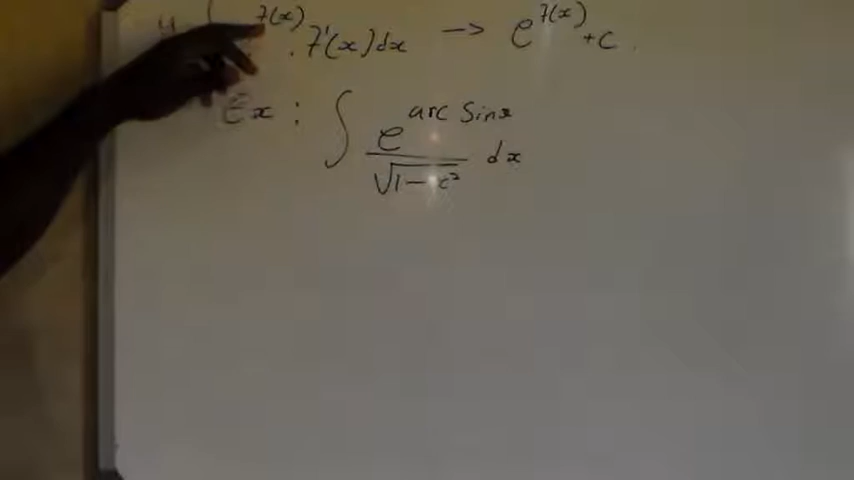 f(x) . f'(x) dx → e^f(x) + c .
Ex : ∫ e^arc Sinx / √1 - x² dx